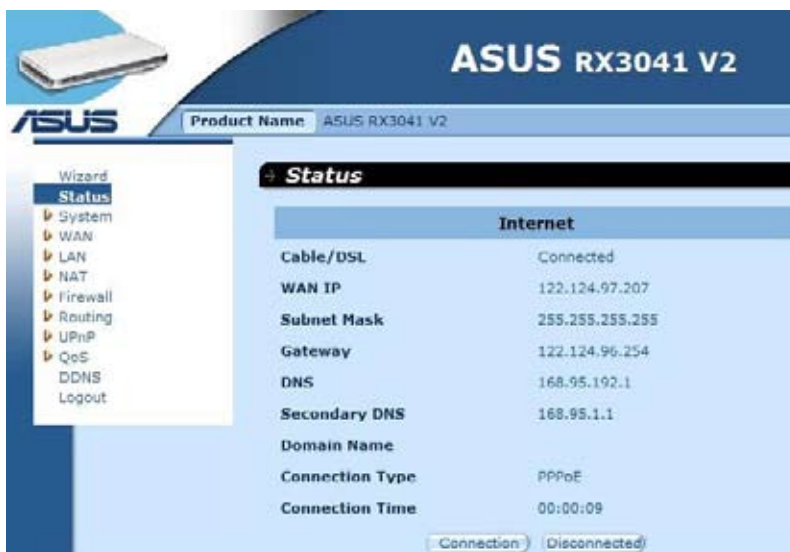 ASUS RX3041 V2
ASUS
Product Name ASUS RX3041 V2
Wizard
Status
System
WAN
LAN
NAT
Firewall
Routing
UPnP
QoS
DDNS
Logout
Status
Internet
Cable/DSL Connected
WAN IP 122.124.97.207
Subnet Mask 255.255.255.255
Gateway 122.124.96.254
DNS 168.95.192.1
Secondary DNS 168.95.1.1
Domain Name
Connection Type PPPoE
Connection Time 00:00:09
Connection Disconnected